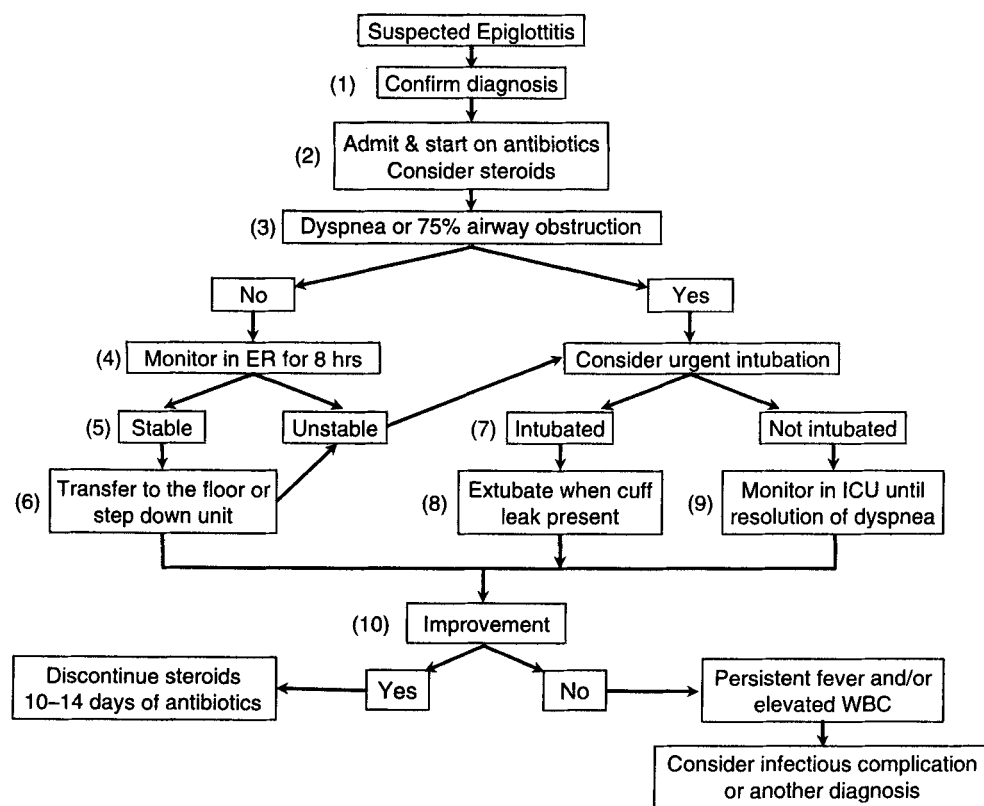 Suspected Epiglottitis
(1) Confirm diagnosis
(2) Admit & start on antibiotics
Consider steroids
(3) Dyspnea or 75% airway obstruction
No
Yes
(4) Monitor in ER for 8 hrs
Consider urgent intubation
(5) Stable
Unstable
(7) Intubated
Not intubated
(6) Transfer to the floor or
step down unit
(8) Extubate when cuff
leak present
(9) Monitor in ICU until
resolution of dyspnea
(10) Improvement
Yes
No
Discontinue steroids
10–14 days of antibiotics
Persistent fever and/or
elevated WBC
Consider infectious complication
or another diagnosis